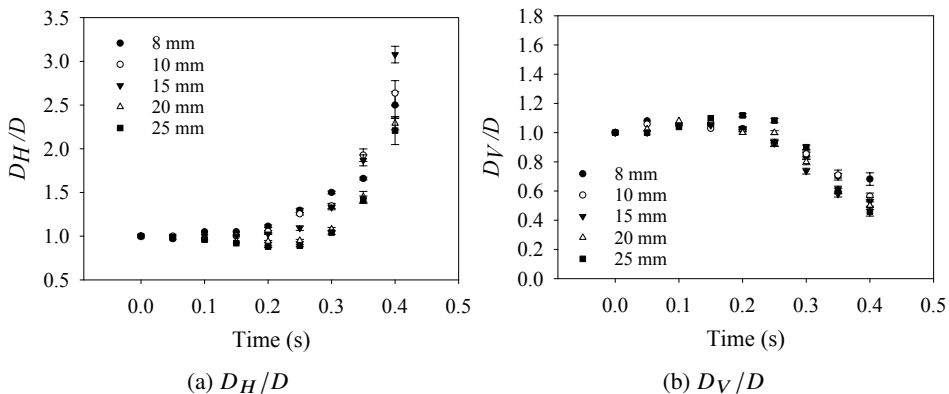 3.5
3.0
2.5
2.0
1.5
1.0
0.5
D_H/D
8 mm
10 mm
15 mm
20 mm
25 mm
0.0 0.1 0.2 0.3 0.4 0.5
Time (s)
(a) D_H/D
1.8
1.6
1.4
1.2
1.0
0.8
0.6
0.4
0.2
0.0
D_V/D
8 mm
10 mm
15 mm
20 mm
25 mm
0.0 0.1 0.2 0.3 0.4 0.5
Time (s)
(b) D_V/D